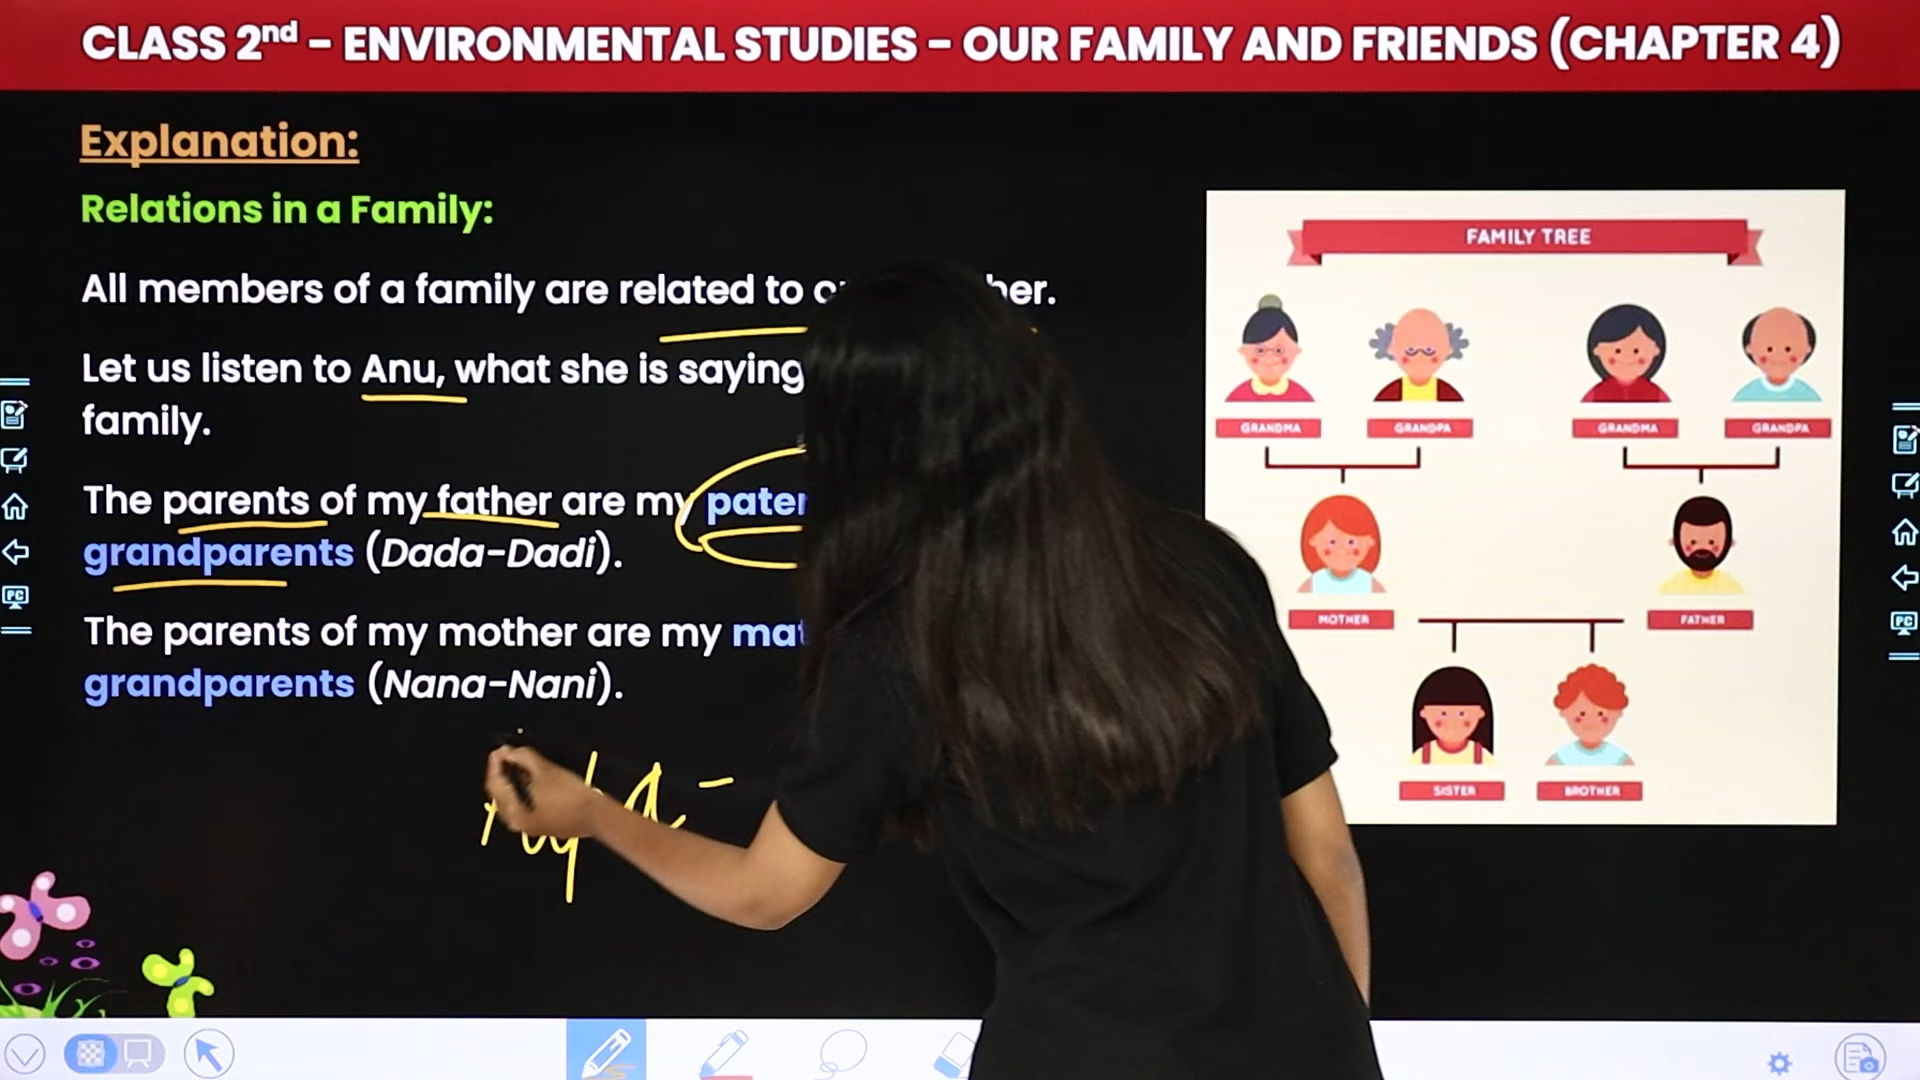 CLASS 2nd - ENVIRONMENTAL STUDIES - OUR FAMILY AND FRIENDS (CHAPTER 4)
Explanation:
Relations in a Family:
All members of a family are related to
Let us listen to Anu, what she is saying
family.
The parents of my father are my
grandparents (Dada-Dadi).
The parents of my mother are my
grandparents (Nana-Nani).
FAMILY TREE
GRANDMA GRANDPA GRANDMA GRANDPA
MOTHER FATHER
SISTER BROTHER
PC
PC